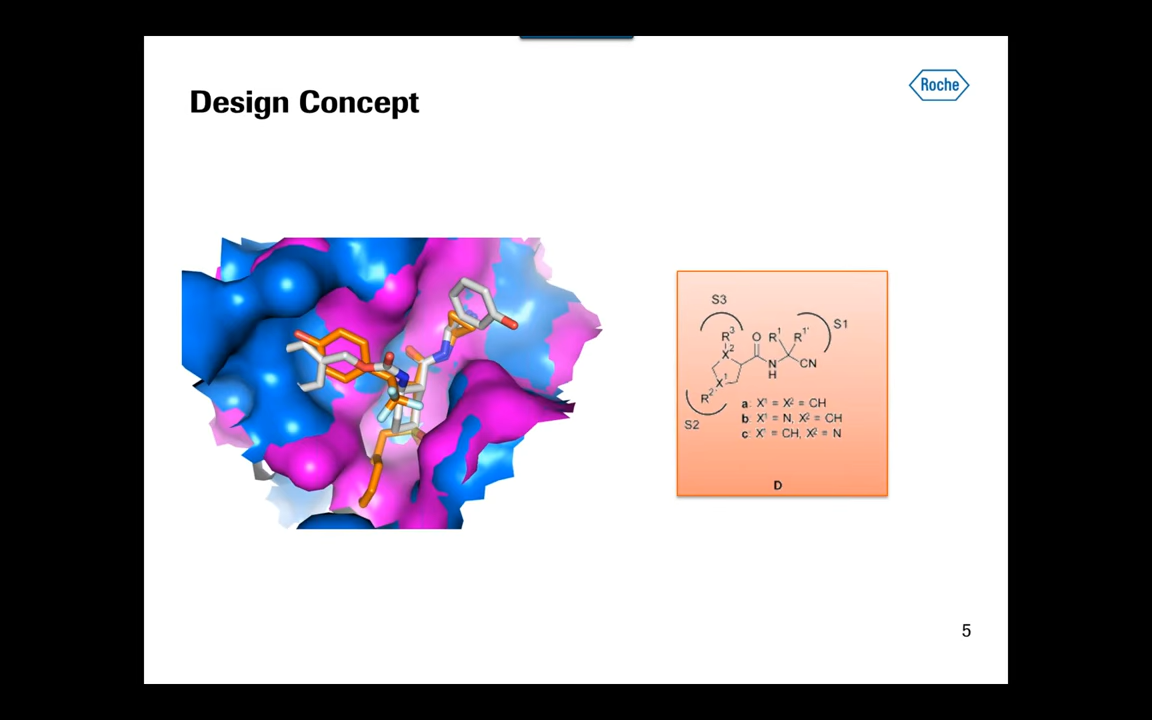 Design Concept
Roche
S3
S1
R³
O
R¹
R¹'
X²
N
H
CN
X¹
R²
S2
a: X¹ = X² = CH
b: X¹ = N, X² = CH
c: X¹ = CH, X² = N
D
5